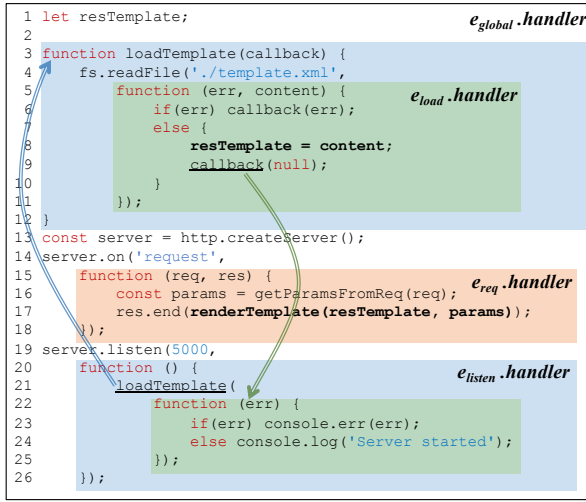 1 let resTemplate; e_global.handler
2
3 function loadTemplate(callback) {
4     fs.readFile('./template.xml',
5         function (err, content) { e_load.handler
6             if(err) callback(err);
7             else {
8                 resTemplate = content;
9                 callback(null);
10             }
11         });
12 }
13 const server = http.createServer();
14 server.on('request',
15     function (req, res) { e_req.handler
16         const params = getParamsFromReq(req);
17         res.end(renderTemplate(resTemplate, params));
18     });
19 server.listen(5000,
20     function () { e_listen.handler
21         loadTemplate(
22             function (err) {
23                 if(err) console.err(err);
24                 else console.log('Server started');
25             });
26     });